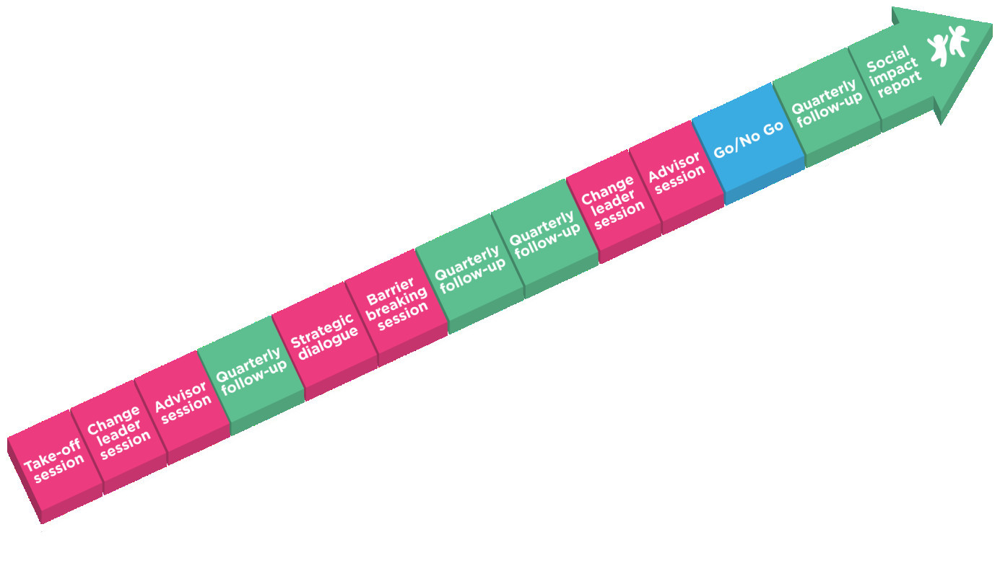 Take-off
session
Change
leader
session
Advisor
session
Quarterly
follow-up
Strategic
dialogue
Barrier
breaking
session
Quarterly
follow-up
Quarterly
follow-up
Change
leader
session
Advisor
session
Go/No Go
Quarterly
follow-up
Social
impact
report